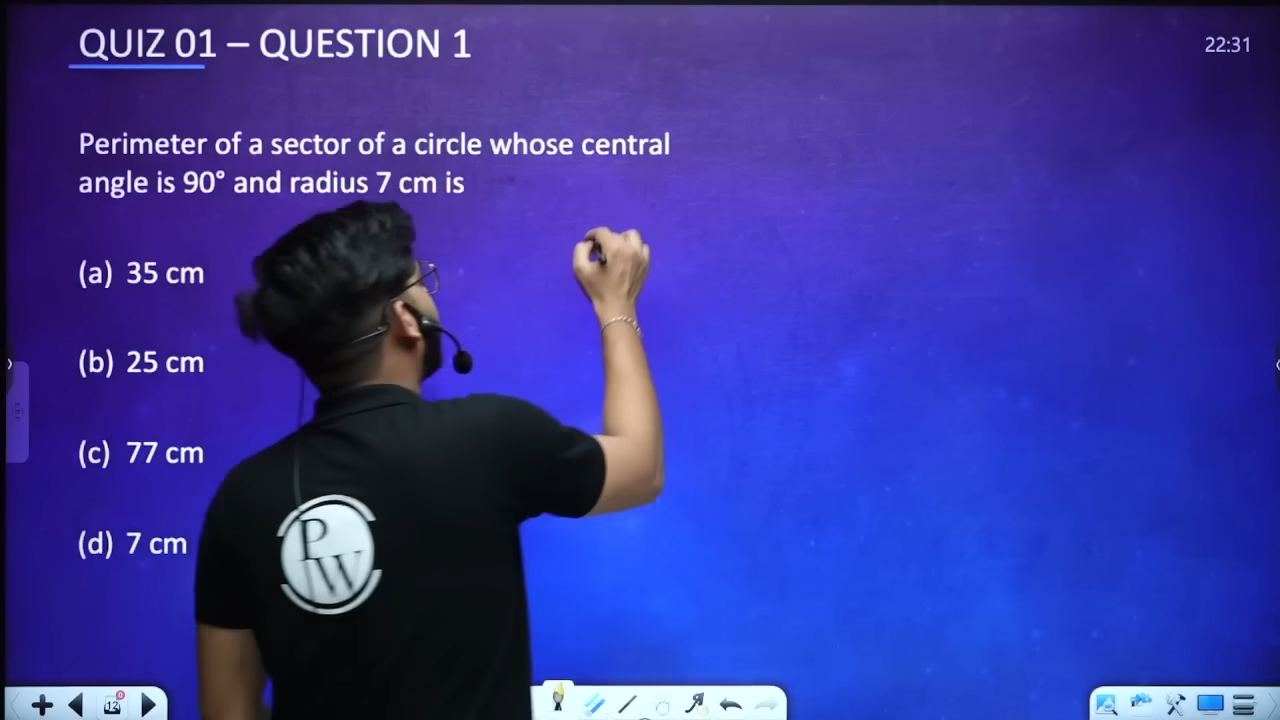 QUIZ 01 – QUESTION 1
22:31
Perimeter of a sector of a circle whose central
angle is 90° and radius 7 cm is
(a) 35 cm
(b) 25 cm
(c) 77 cm
(d) 7 cm
PW
0
12